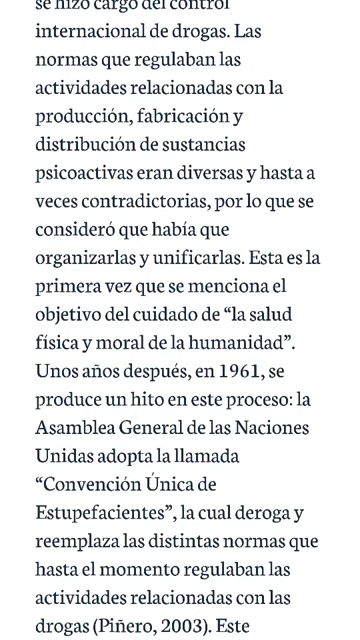 se hizo cargo del control
internacional de drogas. Las
normas que regulaban las
actividades relacionadas con la
producción, fabricación y
distribución de sustancias
psicoactivas eran diversas y hasta a
veces contradictorias, por lo que se
consideró que había que
organizarlas y unificarlas. Esta es la
primera vez que se menciona el
objetivo del cuidado de “la salud
física y moral de la humanidad”.
Unos años después, en 1961, se
produce un hito en este proceso: la
Asamblea General de las Naciones
Unidas adopta la llamada
“Convención Única de
Estupefacientes”, la cual deroga y
reemplaza las distintas normas que
hasta el momento regulaban las
actividades relacionadas con las
drogas (Piñero, 2003). Este